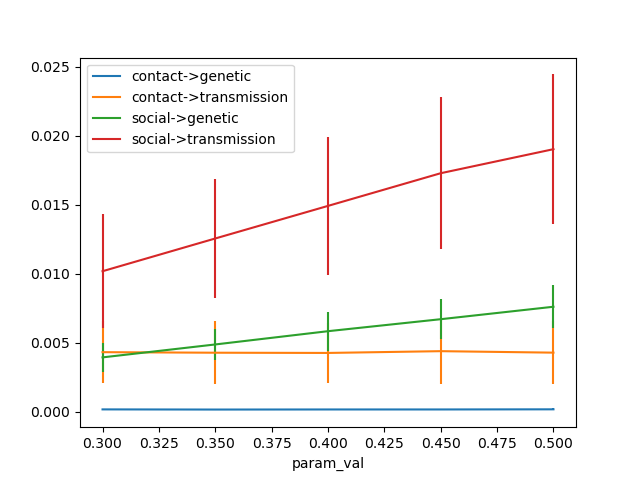 contact->genetic
contact->transmission
social->genetic
social->transmission
0.025
0.020
0.015
0.010
0.005
0.000
0.300 0.325 0.350 0.375 0.400 0.425 0.450 0.475 0.500
param_val